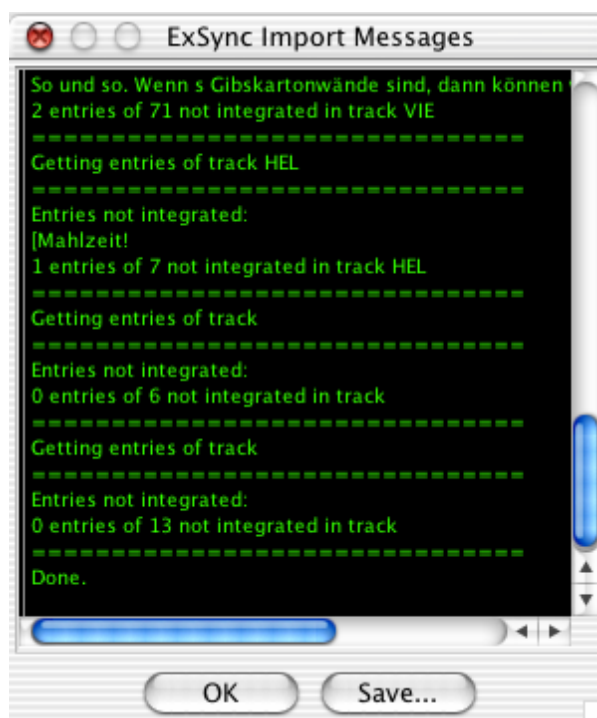 ExSync Import Messages
So und so. Wenn s Gibskartonwände sind, dann können
2 entries of 71 not integrated in track VIE
===============================
Getting entries of track HEL
===============================
Entries not integrated:
[Mahlzeit!
1 entries of 7 not integrated in track HEL
===============================
Getting entries of track
===============================
Entries not integrated:
0 entries of 6 not integrated in track
===============================
Getting entries of track
===============================
Entries not integrated:
0 entries of 13 not integrated in track
===============================
Done.
OK
Save...